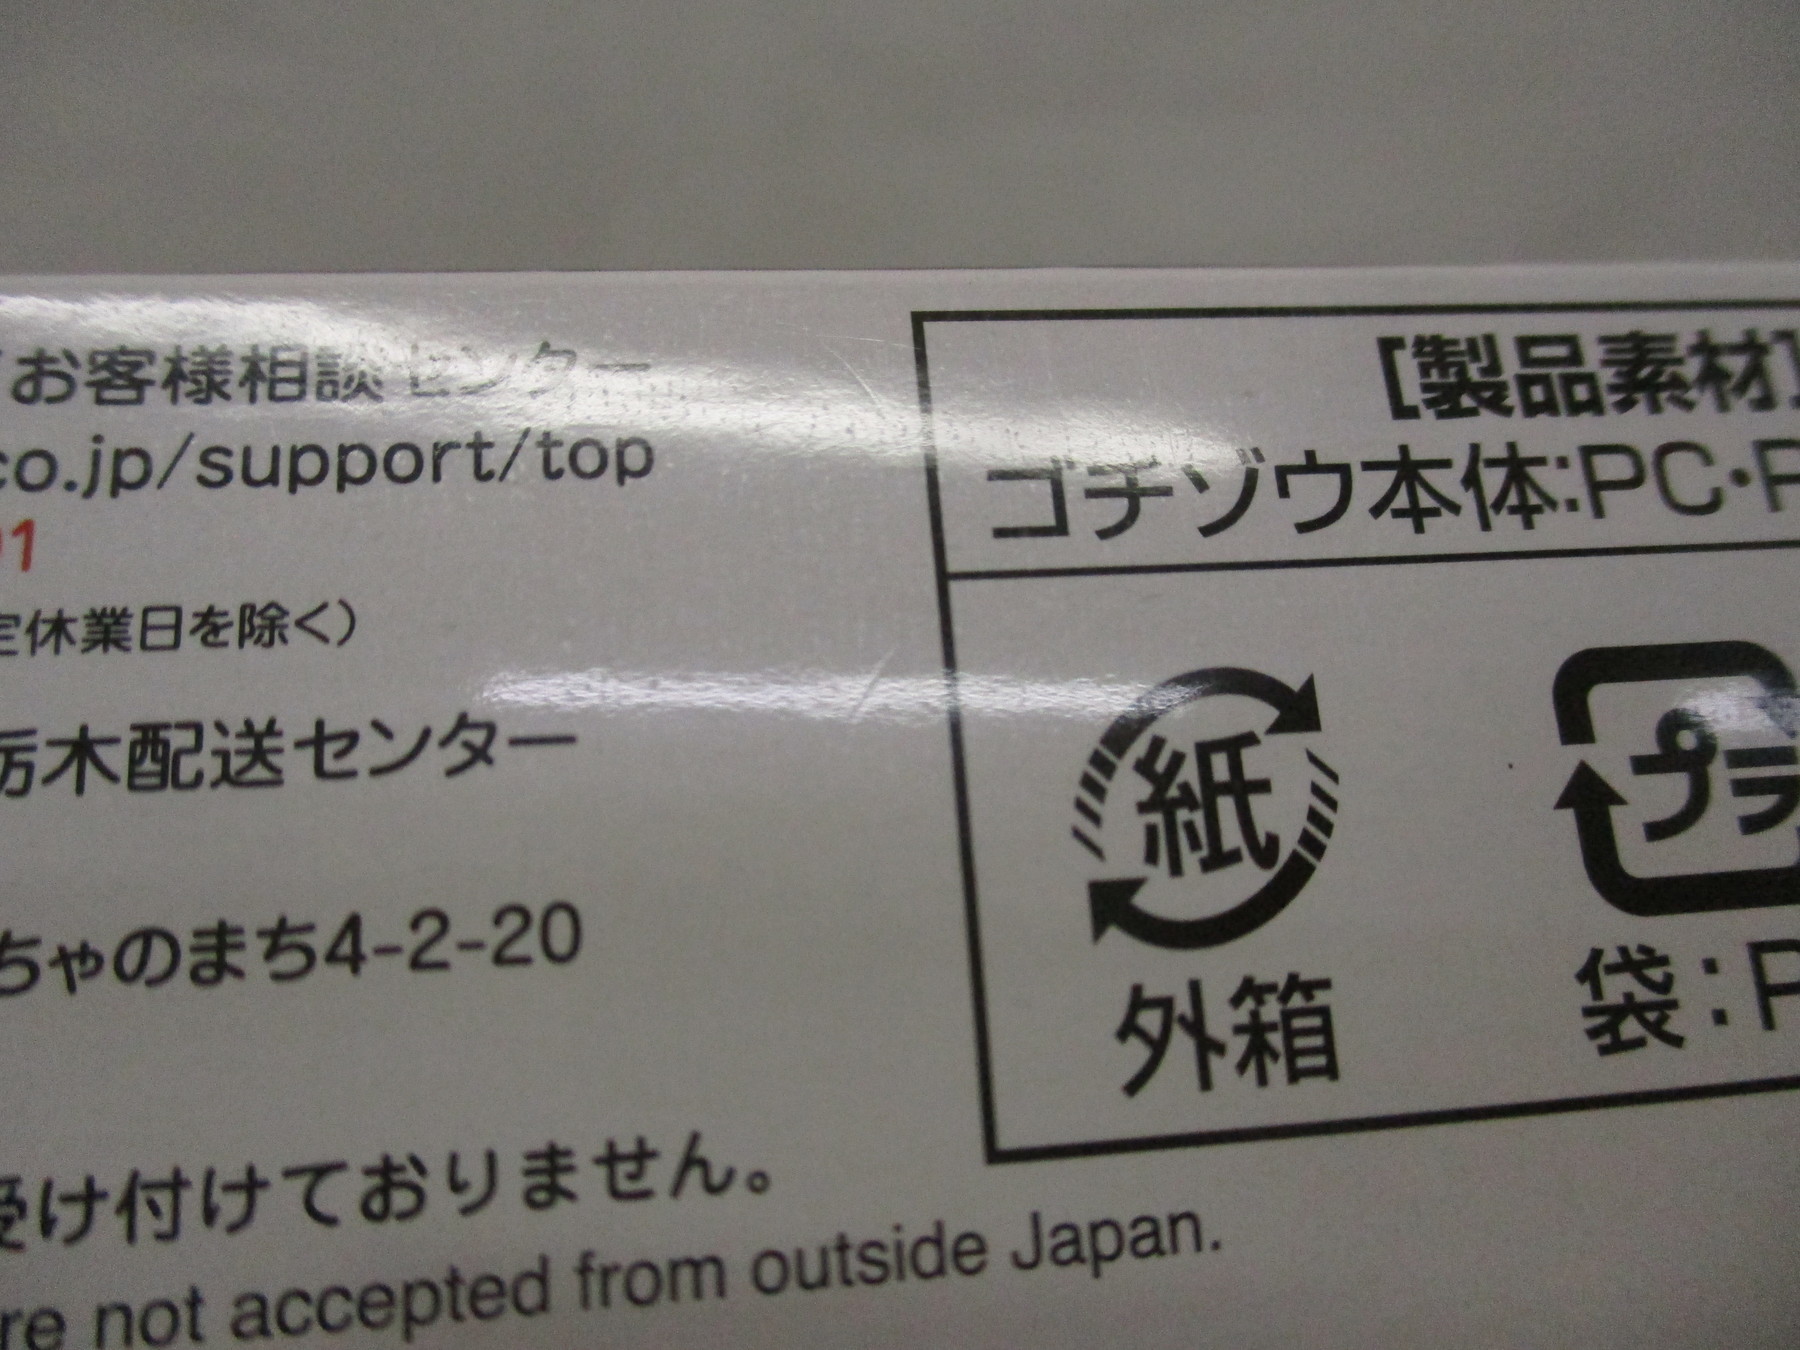 お客様相談センター
co.jp/support/top
1
定休業日を除く）
栃木配送センター
ちゃのまち4-2-20
受け付けておりません。
re not accepted from outside Japan.
[製品素材]
ゴチゾウ本体:PC・P
紙
外箱
プラ
袋:P